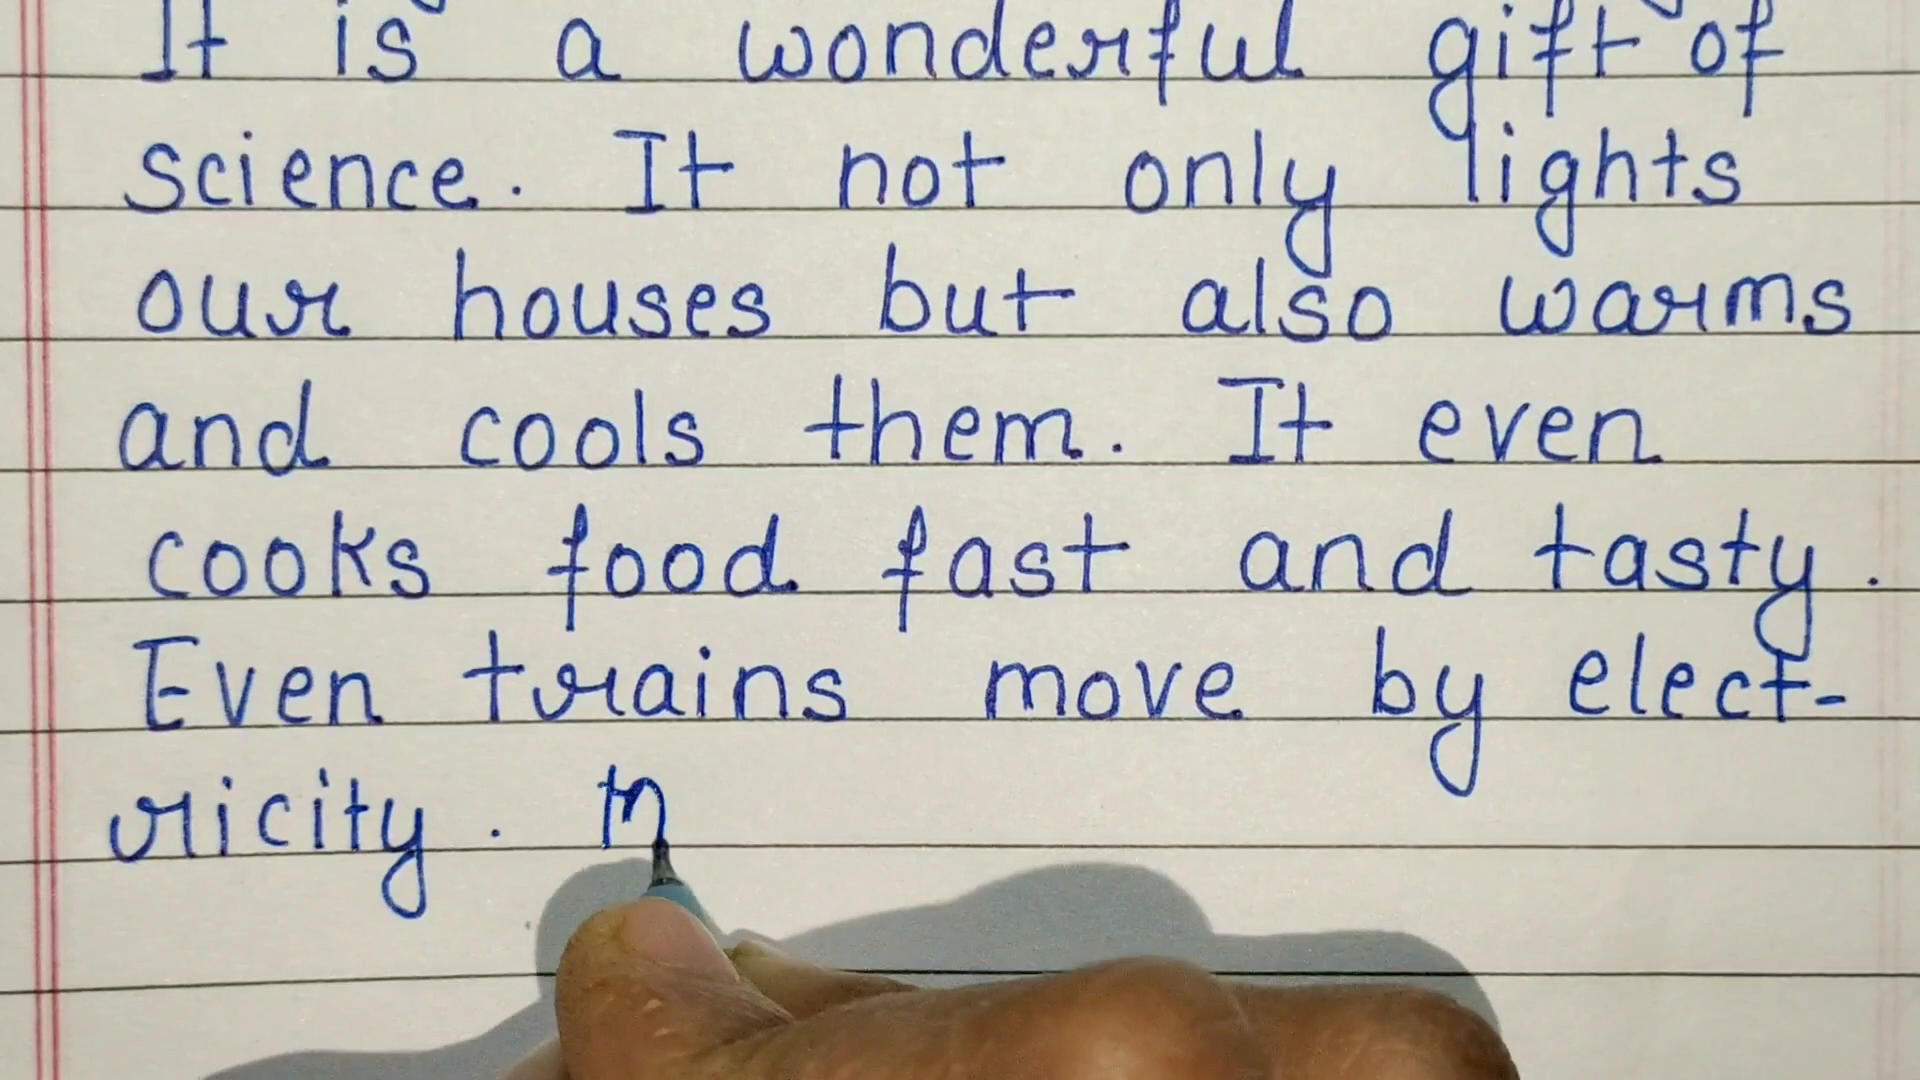 It is a wonderful gift of
science. It not only lights
our houses but also warms
and cools them. It even
cooks food fast and tasty.
Even trains move by elect-
ricity.